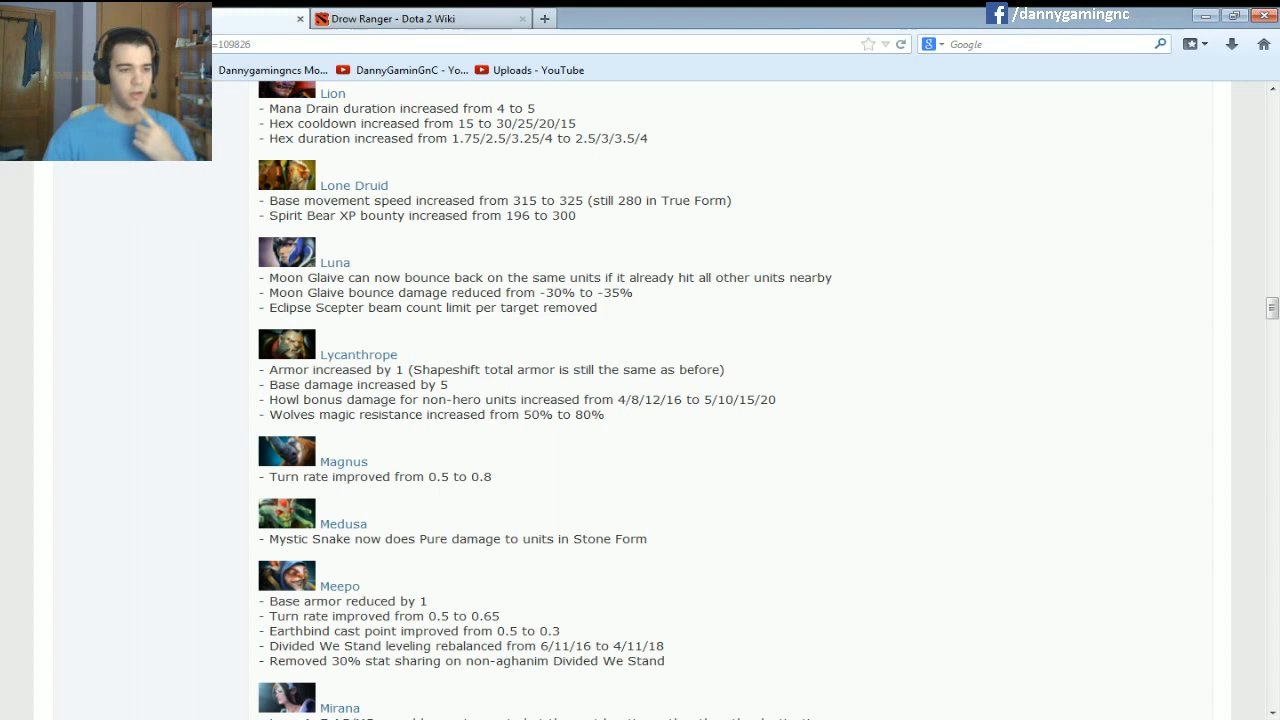 Drow Ranger - Dota 2 Wiki
/dannygamingnc
=109826
Google
Dannygamingncs Mo...
DannyGaminGnC - Yo...
Uploads - YouTube
Lion
- Mana Drain duration increased from 4 to 5
- Hex cooldown increased from 15 to 30/25/20/15
- Hex duration increased from 1.75/2.5/3.25/4 to 2.5/3/3.5/4
Lone Druid
- Base movement speed increased from 315 to 325 (still 280 in True Form)
- Spirit Bear XP bounty increased from 196 to 300
Luna
- Moon Glaive can now bounce back on the same units if it already hit all other units nearby
- Moon Glaive bounce damage reduced from -30% to -35%
- Eclipse Scepter beam count limit per target removed
Lycanthrope
- Armor increased by 1 (Shapeshift total armor is still the same as before)
- Base damage increased by 5
- Howl bonus damage for non-hero units increased from 4/8/12/16 to 5/10/15/20
- Wolves magic resistance increased from 50% to 80%
Magnus
- Turn rate improved from 0.5 to 0.8
Medusa
- Mystic Snake now does Pure damage to units in Stone Form
Meepo
- Base armor reduced by 1
- Turn rate improved from 0.5 to 0.65
- Earthbind cast point improved from 0.5 to 0.3
- Divided We Stand leveling rebalanced from 6/11/16 to 4/11/18
- Removed 30% stat sharing on non-aghanim Divided We Stand
Mirana